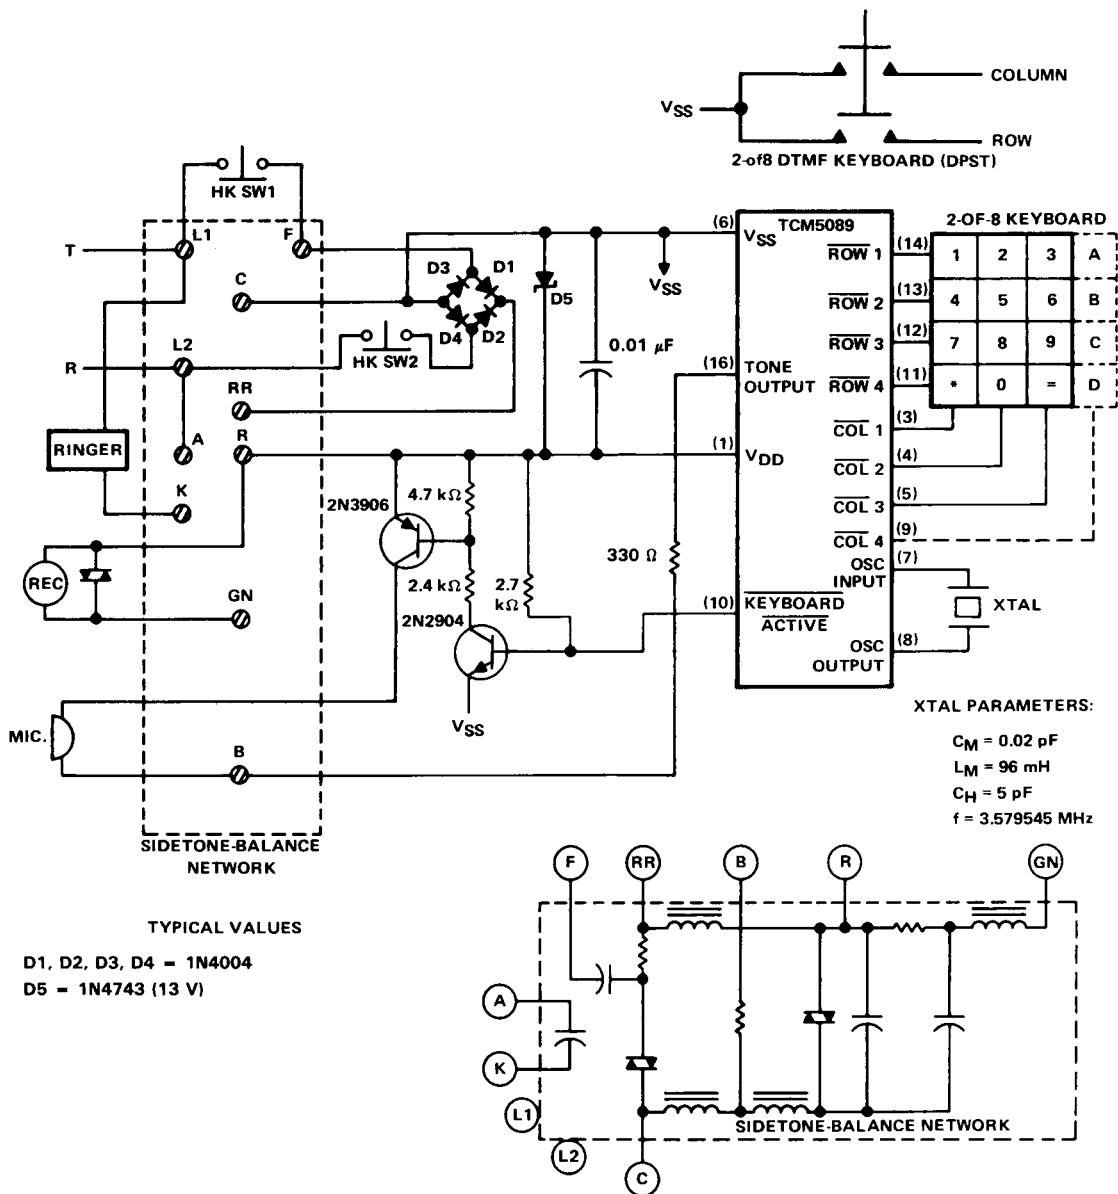 COLUMN
VSS
ROW
2-of8 DTMF KEYBOARD (DPST)
HK SW1
T
L1
F
C
D3
D1
D4
D2
D5
L2
R
HK SW2
RR
A
R
RINGER
K
REC
GN
MIC.
B
SIDETONE-BALANCE
NETWORK
VSS
0.01 μF
4.7 kΩ
2N3906
2.4 kΩ
2.7
kΩ
2N2904
VSS
330 Ω
TCM5089
(6)
VSS
(16)
TONE
OUTPUT
(1)
VDD
(10)
KEYBOARD
ACTIVE
ROW 1
(14)
ROW 2
(13)
ROW 3
(12)
ROW 4
(11)
COL 1
(3)
COL 2
(4)
COL 3
(5)
COL 4
(9)
OSC
INPUT
(7)
OSC
OUTPUT
(8)
2-OF-8 KEYBOARD
1 2 3 A
4 5 6 B
7 8 9 C
* 0 = D
XTAL
XTAL PARAMETERS:
CM = 0.02 pF
LM = 96 mH
CH = 5 pF
f = 3.579545 MHz
TYPICAL VALUES
D1, D2, D3, D4 = 1N4004
D5 = 1N4743 (13 V)
F
RR
B
R
GN
A
K
L1
L2
C
SIDETONE-BALANCE NETWORK